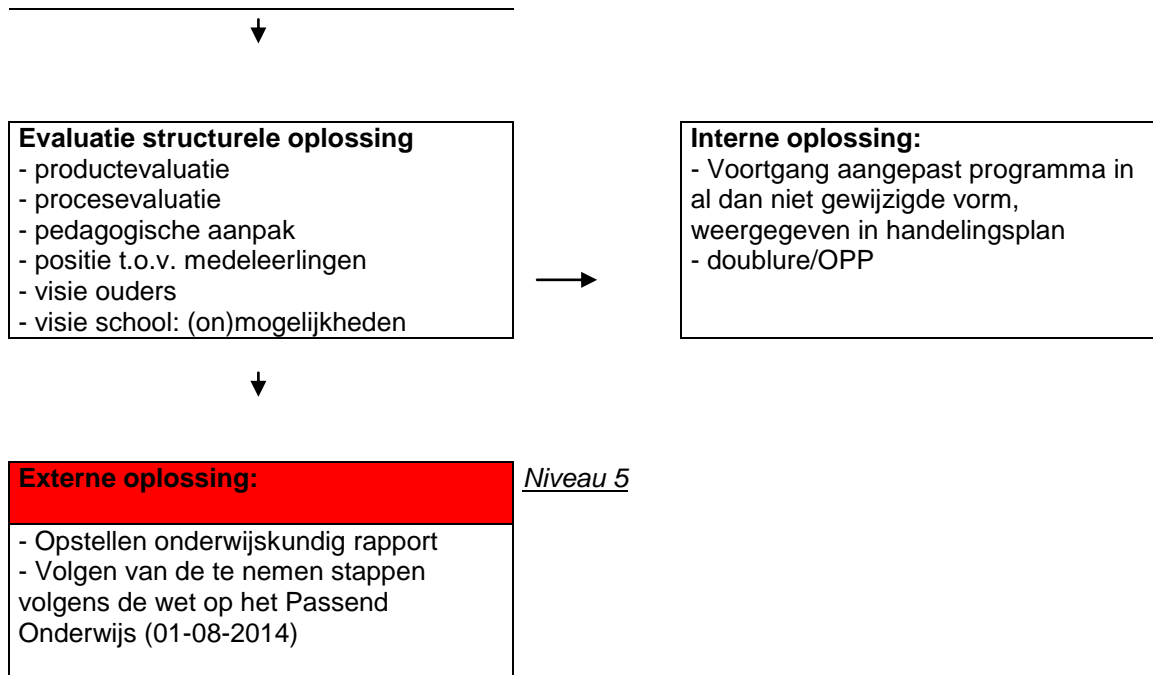 Evaluatie structurele oplossing
- productevaluatie
- procesevaluatie
- pedagogische aanpak
- positie t.o.v. medeleerlingen
- visie ouders
- visie school: (on)mogelijkheden
Interne oplossing:
- Voortgang aangepast programma in
al dan niet gewijzigde vorm,
weergegeven in handelingsplan
- doublure/OPP
Externe oplossing:
Niveau 5
- Opstellen onderwijskundig rapport
- Volgen van de te nemen stappen
volgens de wet op het Passend
Onderwijs (01-08-2014)